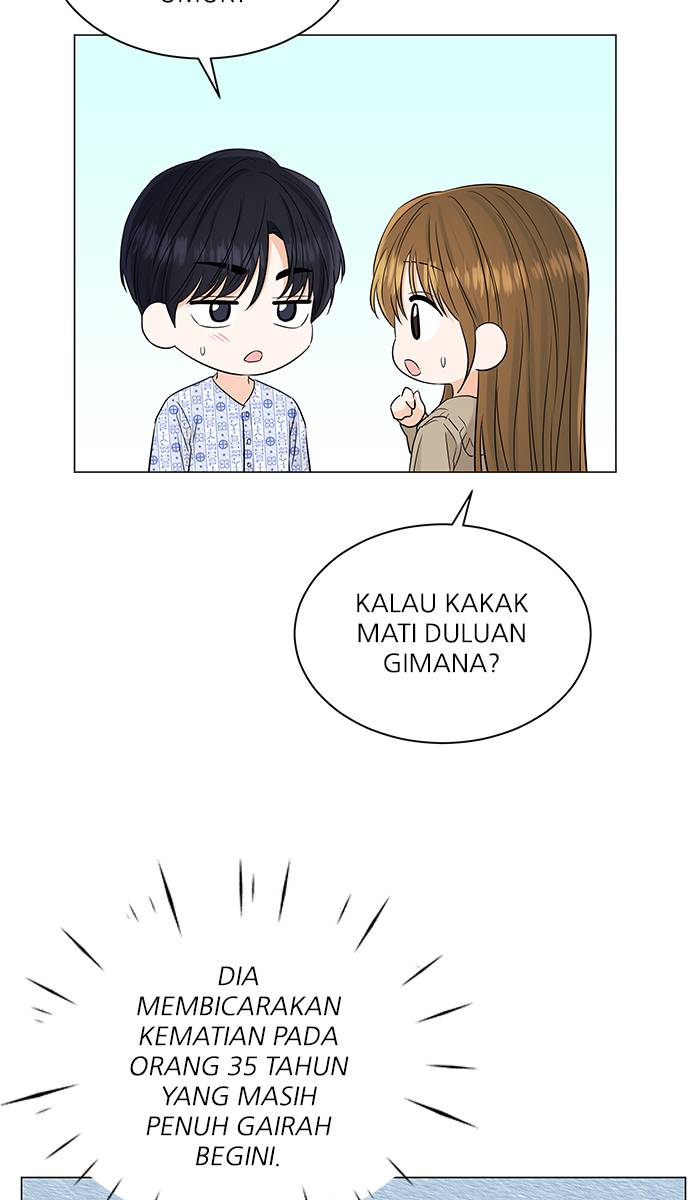 KALAU KAKAK
MATI DULUAN
GIMANA?
DIA
MEMBICARAKAN
KEMATIAN PADA
ORANG 35 TAHUN
YANG MASIH
PENUH GAIRAH
BEGINI.